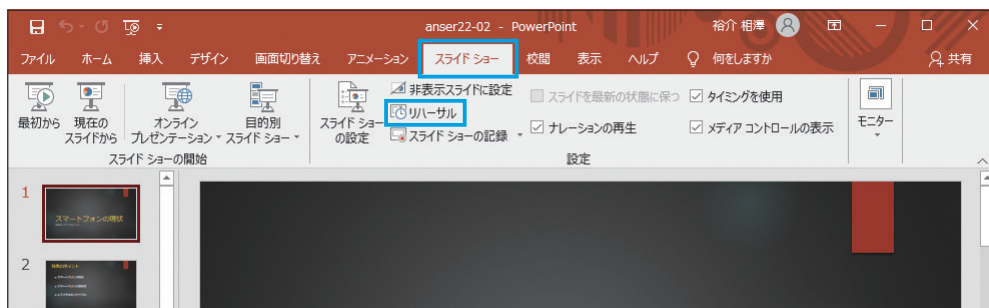 anser22-02 - PowerPoint
裕介 相澤
ファイル ホーム 挿入 デザイン 画面切り替え アニメーション スライド ショー 校閲 表示 ヘルプ 何をしますか 共有
最初から
現在の
スライドから
オンライン
プレゼンテーション
目的別
スライド ショー
スライド ショーの開始
スライド ショー
の設定
非表示スライドに設定
リハーサル
スライド ショーの記録
スライドを最新の状態に保つ
ナレーションの再生
タイミングを使用
メディア コントロールの表示
設定
モニター
1
スマートフォンの現状
2